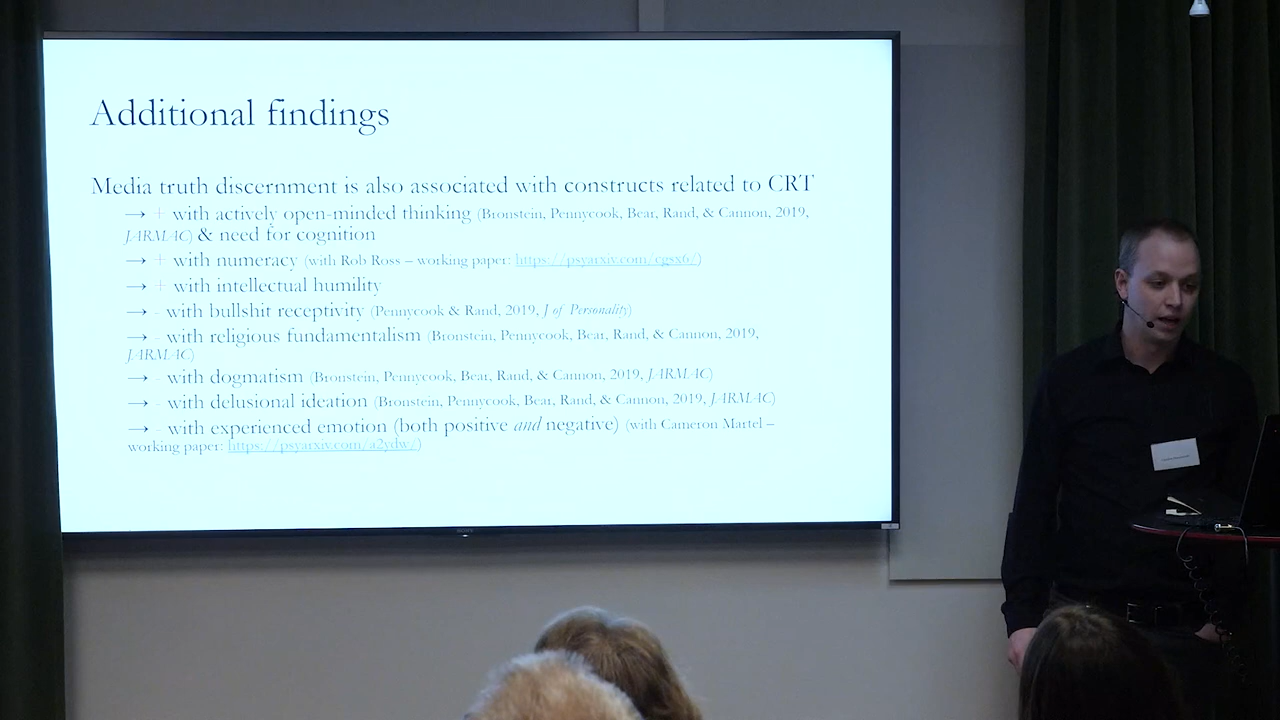 Additional findings
Media truth discernment is also associated with constructs related to CRT
→ + with actively open-minded thinking (Bronstein, Pennycook, Bear, Rand, & Cannon, 2019,
JARMAC) & need for cognition
→ + with numeracy (with Rob Ross – working paper: https://psyarxiv.com/cgsx6/)
→ + with intellectual humility
→ - with bullshit receptivity (Pennycook & Rand, 2019, J of Personality)
→ - with religious fundamentalism (Bronstein, Pennycook, Bear, Rand, & Cannon, 2019,
JARMAC)
→ - with dogmatism (Bronstein, Pennycook, Bear, Rand, & Cannon, 2019, JARMAC)
→ - with delusional ideation (Bronstein, Pennycook, Bear, Rand, & Cannon, 2019, JARMAC)
→ - with experienced emotion (both positive and negative) (with Cameron Martel –
working paper: https://psyarxiv.com/a2ydw/)
SONY